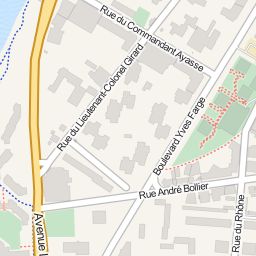 Rue du Commandant Ayasse
Rue du Lieutenant-Colonel Girard
Boulevard Yves Farge
Rue André Bollier
Avenue
Rue du Rhône